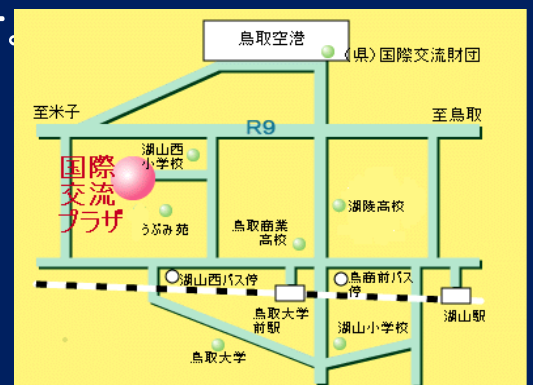 鳥取空港
(県)国際交流財団
至米子
至鳥取
R9
国際
交流
プラザ
湖山西
小学校
うぶみ苑
湖陵高校
鳥取商業
高校
湖山西バス停
鳥商前バス
停
鳥取大学
前駅
湖山駅
湖山小学校
鳥取大学